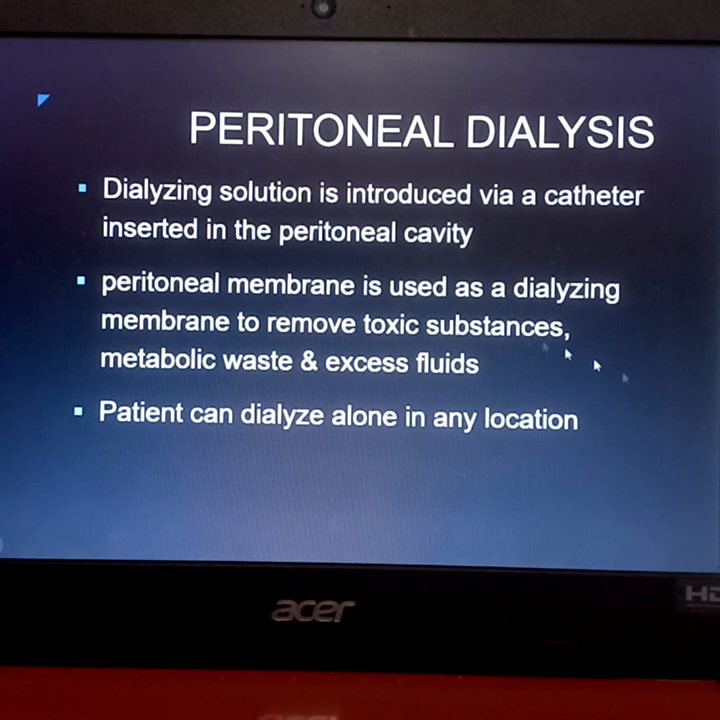 PERITONEAL DIALYSIS
Dialyzing solution is introduced via a catheter
inserted in the peritoneal cavity
peritoneal membrane is used as a dialyzing
membrane to remove toxic substances,
metabolic waste & excess fluids
Patient can dialyze alone in any location
acer